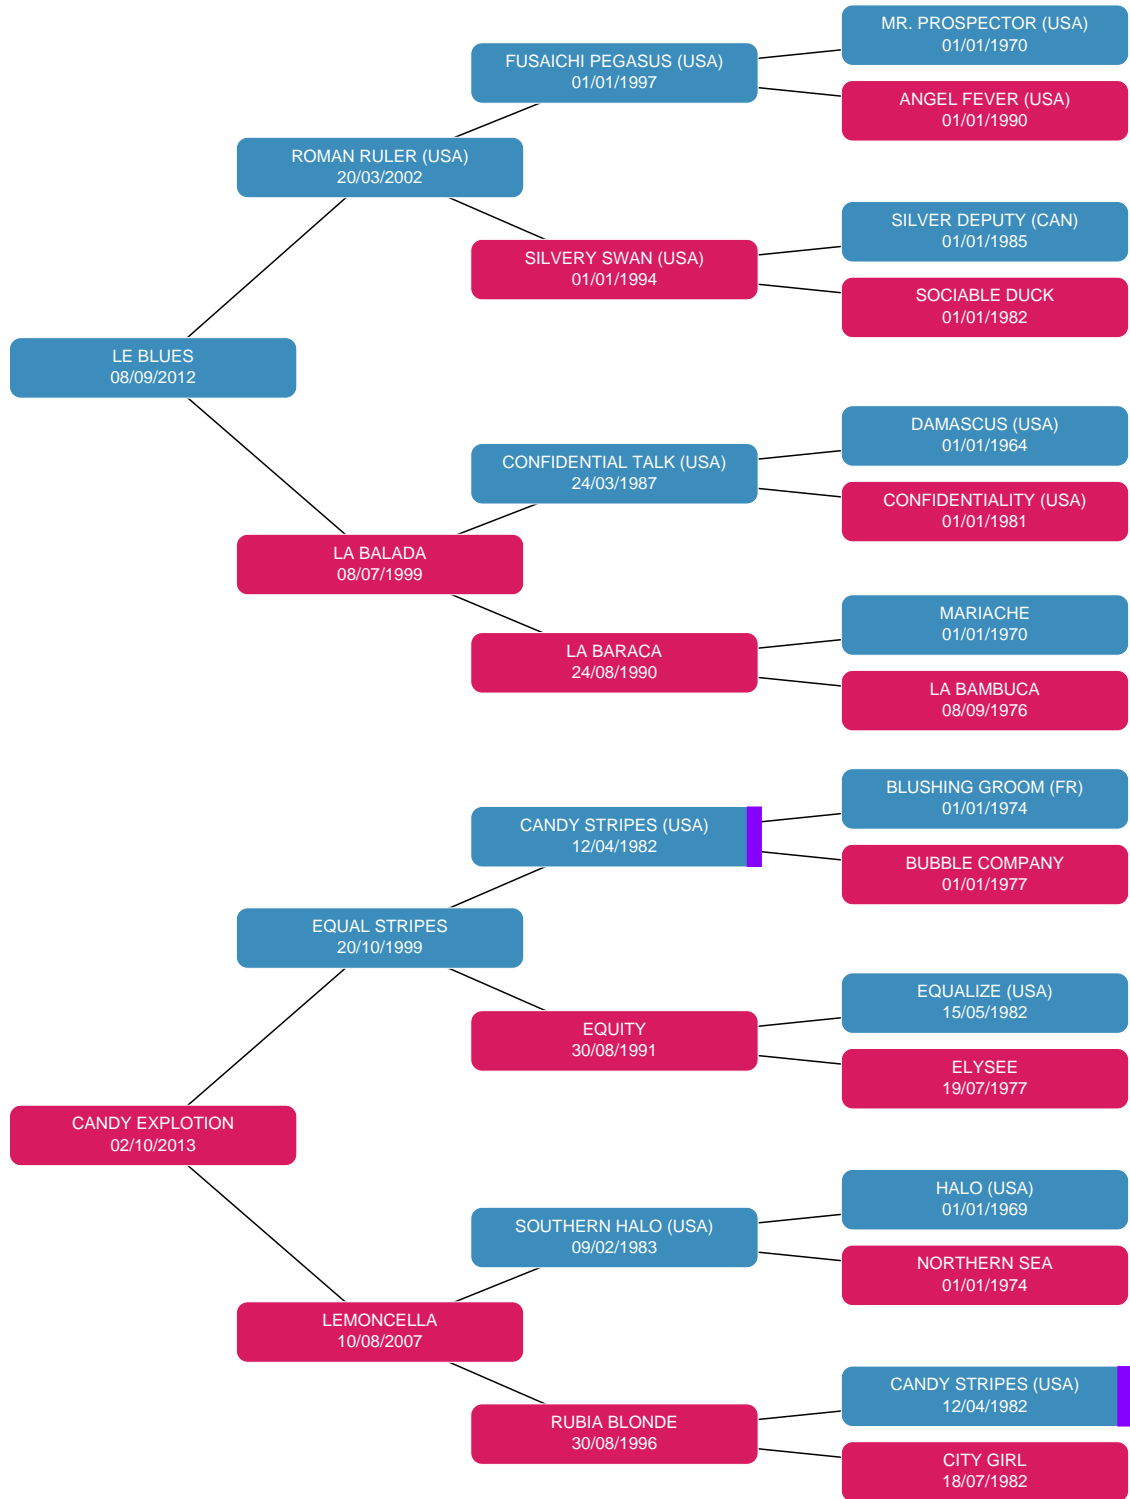 MR. PROSPECTOR (USA)
01/01/1970
FUSAICHI PEGASUS (USA)
01/01/1997
ANGEL FEVER (USA)
01/01/1990
ROMAN RULER (USA)
20/03/2002
SILVER DEPUTY (CAN)
01/01/1985
SILVERY SWAN (USA)
01/01/1994
SOCIABLE DUCK
01/01/1982
LE BLUES
08/09/2012
DAMASCUS (USA)
01/01/1964
CONFIDENTIAL TALK (USA)
24/03/1987
CONFIDENTIALITY (USA)
01/01/1981
LA BALADA
08/07/1999
MARIACHE
01/01/1970
LA BARACA
24/08/1990
LA BAMBUCA
08/09/1976
BLUSHING GROOM (FR)
01/01/1974
CANDY STRIPES (USA)
12/04/1982
BUBBLE COMPANY
01/01/1977
EQUAL STRIPES
20/10/1999
EQUALIZE (USA)
15/05/1982
EQUITY
30/08/1991
ELYSEE
19/07/1977
CANDY EXPLOTION
02/10/2013
HALO (USA)
01/01/1969
SOUTHERN HALO (USA)
09/02/1983
NORTHERN SEA
01/01/1974
LEMONCELLA
10/08/2007
CANDY STRIPES (USA)
12/04/1982
RUBIA BLONDE
30/08/1996
CITY GIRL
18/07/1982